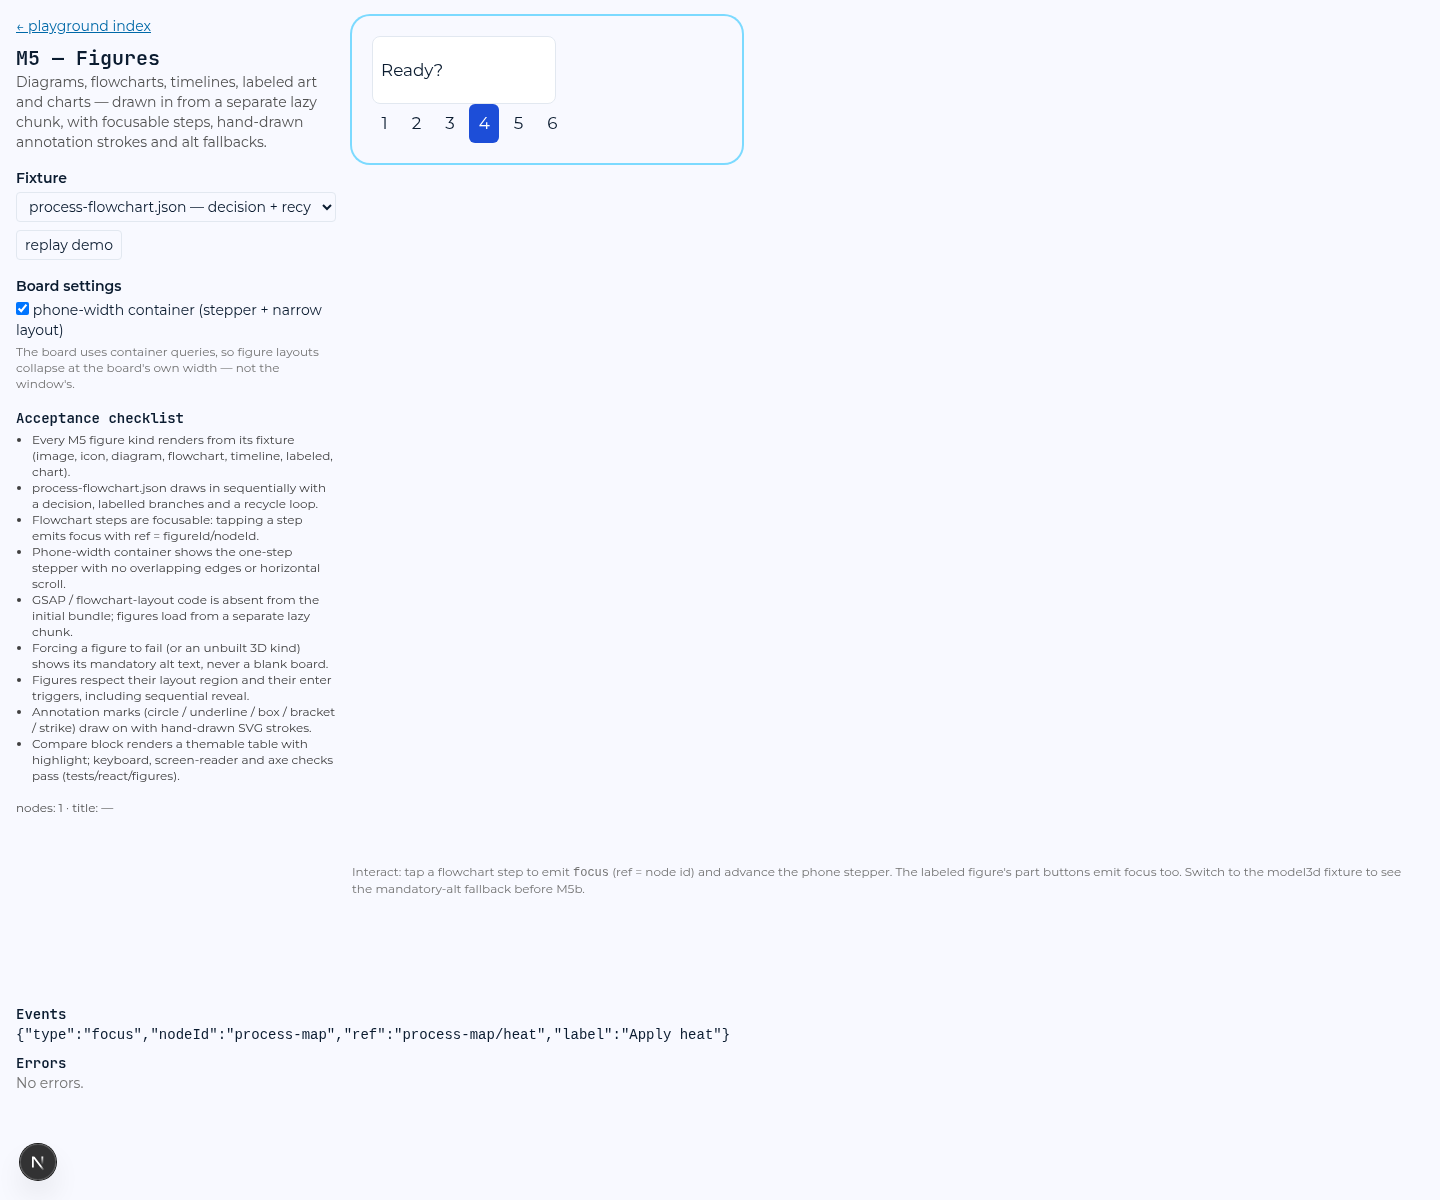 ← playground index
M5 — Figures
Diagrams, flowcharts, timelines, labeled art
and charts — drawn in from a separate lazy
chunk, with focusable steps, hand-drawn
annotation strokes and alt fallbacks.
Fixture
process-flowchart.json — decision + recy
replay demo
Board settings
phone-width container (stepper + narrow
layout)
The board uses container queries, so figure layouts
collapse at the board's own width — not the
window's.
Acceptance checklist
• Every M5 figure kind renders from its fixture
(image, icon, diagram, flowchart, timeline, labeled,
chart).
• process-flowchart.json draws in sequentially with
a decision, labelled branches and a recycle loop.
• Flowchart steps are focusable: tapping a step
emits focus with ref = figureId/nodeId.
• Phone-width container shows the one-step
stepper with no overlapping edges or horizontal
scroll.
• GSAP / flowchart-layout code is absent from the
initial bundle; figures load from a separate lazy
chunk.
• Forcing a figure to fail (or an unbuilt 3D kind)
shows its mandatory alt text, never a blank board.
• Figures respect their layout region and their enter
triggers, including sequential reveal.
• Annotation marks (circle / underline / box / bracket
/ strike) draw on with hand-drawn SVG strokes.
• Compare block renders a themable table with
highlight; keyboard, screen-reader and axe checks
pass (tests/react/figures).
nodes: 1 · title: —
Ready?
1 2 3 4 5 6
Interact: tap a flowchart step to emit focus (ref = node id) and advance the phone stepper. The labeled figure's part buttons emit focus too. Switch to the model3d fixture to see
the mandatory-alt fallback before M5b.
Events
{"type":"focus","nodeId":"process-map","ref":"process-map/heat","label":"Apply heat"}
Errors
No errors.
N